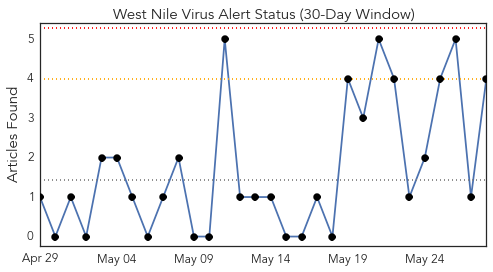 West Nile Virus Alert Status (30-Day Window)
Articles Found
5
4
3
2
1
0
Apr 29
May 04
May 09
May 14
May 19
May 24